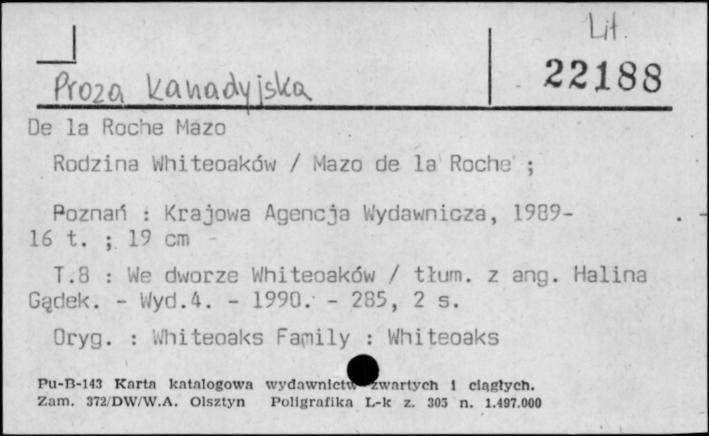 Lit.
22188
Proza kanadyjska
De la Roche Mazo
Rodzina Whiteoaków / Mazo de la Roche ;
Poznań : Krajowa Agencja Wydawnicza, 1989-
16 t. ; 19 cm
T.8 : We dworze Whiteoaków / tłum. z ang. Halina
Gądek. - Wyd.4. - 1990. - 285, 2 s.
Oryg. : Whiteoaks Family : Whiteoaks
Pu-B-143 Karta katalogowa wydawnictw zwartych i ciągłych.
Zam. 372/DW/W.A. Olsztyn Poligrafika L-k z. 305 n. 1.497.000